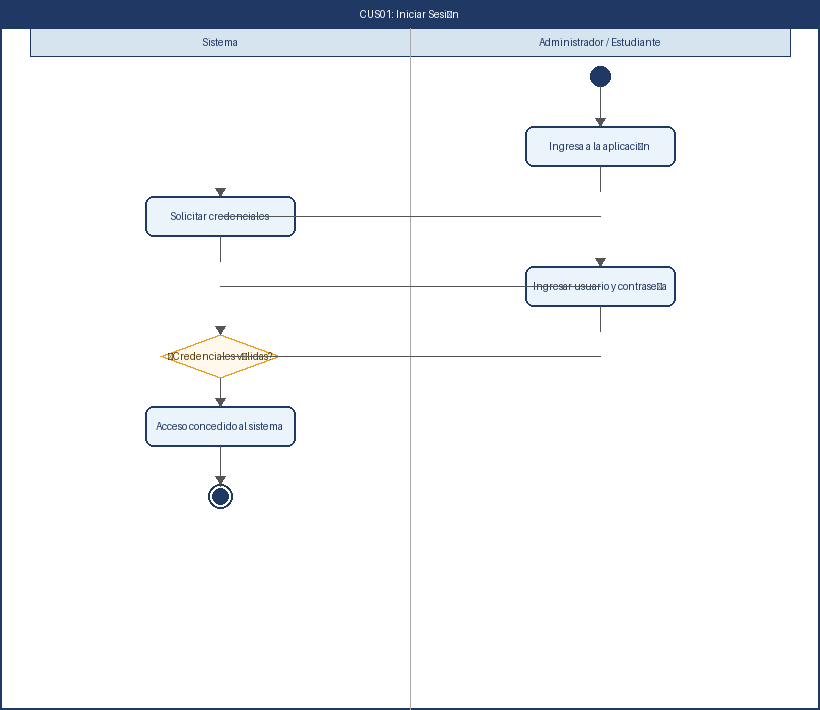 CUS01: Iniciar Sesi▯n
Sistema
Administrador / Estudiante
Ingresa a la aplicaci▯n
Solicitar credenciales
Ingresar usuario y contrase▯a
▯Credenciales v▯lidas?
Acceso concedido al sistema